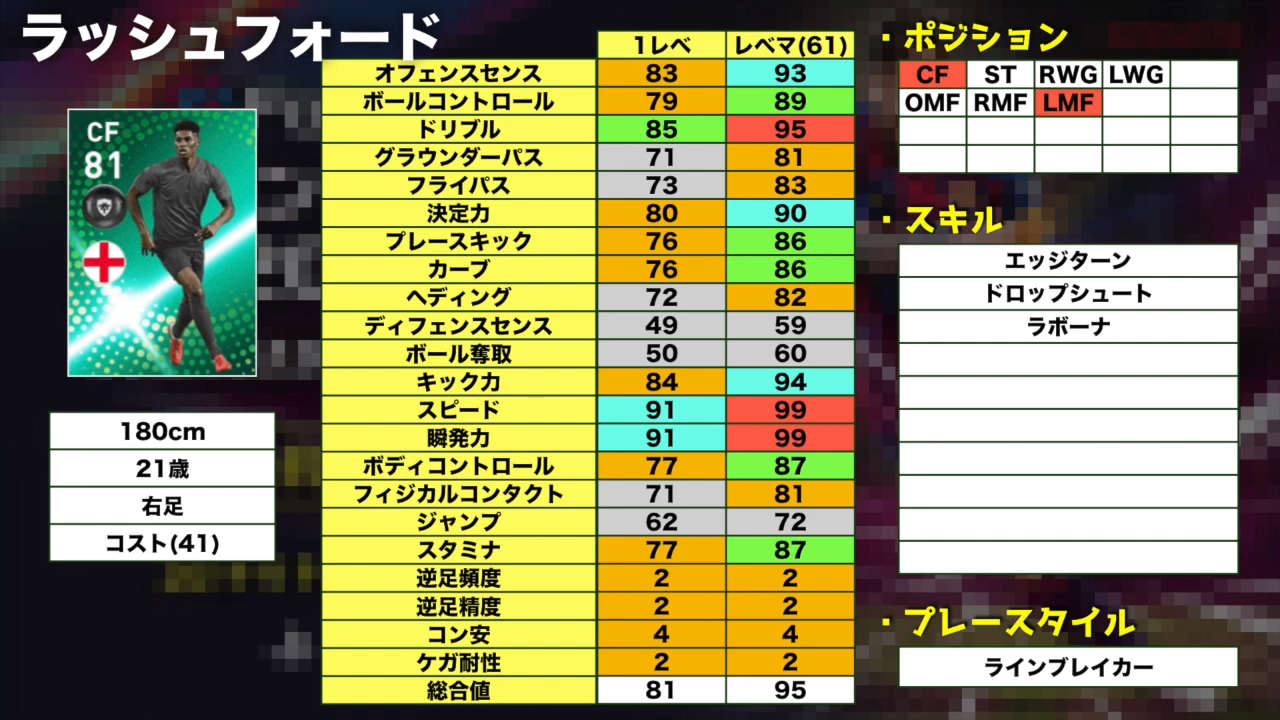 ラッシュフォード
CF
81
180cm
21歳
右足
コスト(41)
1レベ レベマ(61)
オフェンスセンス 83 93
ボールコントロール 79 89
ドリブル 85 95
グラウンダーパス 71 81
フライパス 73 83
決定力 80 90
プレースキック 76 86
カーブ 76 86
ヘディング 72 82
ディフェンスセンス 49 59
ボール奪取 50 60
キック力 84 94
スピード 91 99
瞬発力 91 99
ボディコントロール 77 87
フィジカルコンタクト 71 81
ジャンプ 62 72
スタミナ 77 87
逆足頻度 2 2
逆足精度 2 2
コン安 4 4
ケガ耐性 2 2
総合値 81 95
・ポジション
CF ST RWG LWG
OMF RMF LMF
・スキル
エッジターン
ドロップシュート
ラボーナ
・プレースタイル
ラインブレイカー